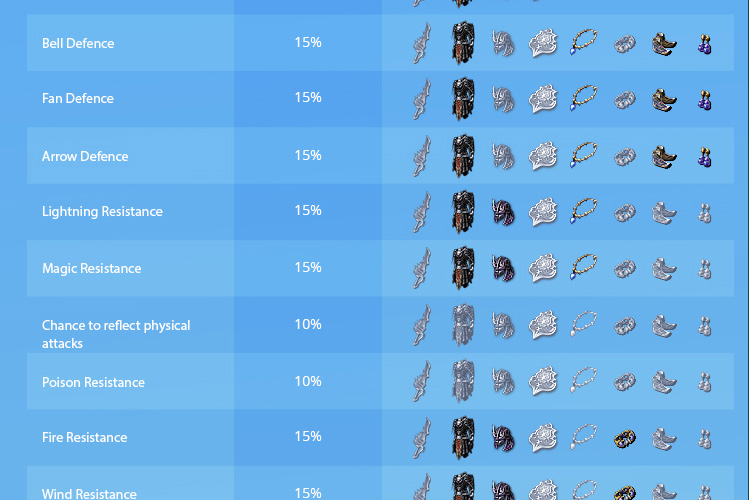 Bell Defence 15%
Fan Defence 15%
Arrow Defence 15%
Lightning Resistance 15%
Magic Resistance 15%
Chance to reflect physical 10%
attacks
Poison Resistance 10%
Fire Resistance 15%
Wind Resistance 15%